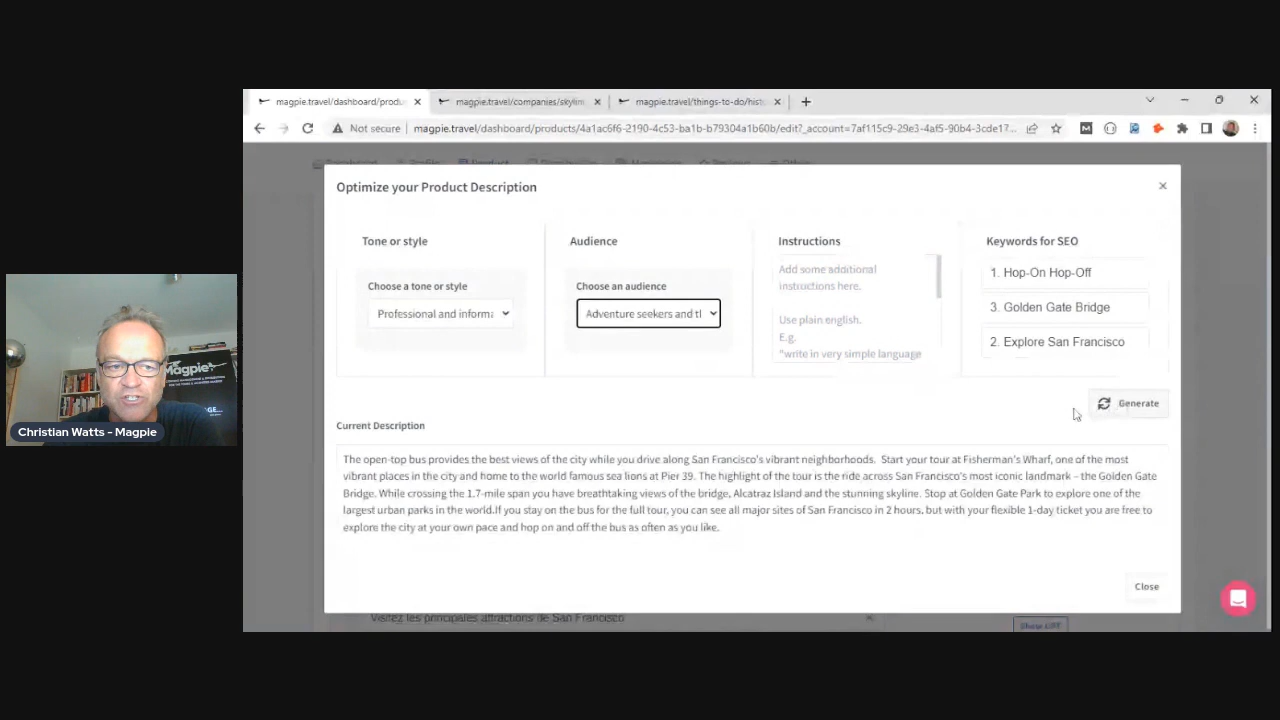 magpie.travel/dashboard/produ
magpie.travel/companies/skylin
magpie.travel/things-to-do/histo
Not secure
magpie.travel/dashboard/products/4a1ac6f6-2190-4c53-ba1b-b79304a1b60b/edit?_account=7af115c9-29e3-4af5-90b4-3cde17...
Product
Optimize your Product Description
Tone or style
Audience
Instructions
Keywords for SEO
Choose a tone or style
Choose an audience
Professional and informa
Adventure seekers and tl
Add some additional
instructions here.
Use plain english.
E.g.
"write in very simple language
1. Hop-On Hop-Off
3. Golden Gate Bridge
2. Explore San Francisco
Generate
Current Description
The open-top bus provides the best views of the city while you drive along San Francisco's vibrant neighborhoods. Start your tour at Fisherman's Wharf, one of the most
vibrant places in the city and home to the world famous sea lions at Pier 39. The highlight of the tour is the ride across San Francisco's most iconic landmark – the Golden Gate
Bridge. While crossing the 1.7-mile span you have breathtaking views of the bridge, Alcatraz Island and the stunning skyline. Stop at Golden Gate Park to explore one of the
largest urban parks in the world.If you stay on the bus for the full tour, you can see all major sites of San Francisco in 2 hours, but with your flexible 1-day ticket you are free to
explore the city at your own pace and hop on and off the bus as often as you like.
Close
Visitez les principales attractions de San Francisco
Magpie
Christian Watts - Magpie